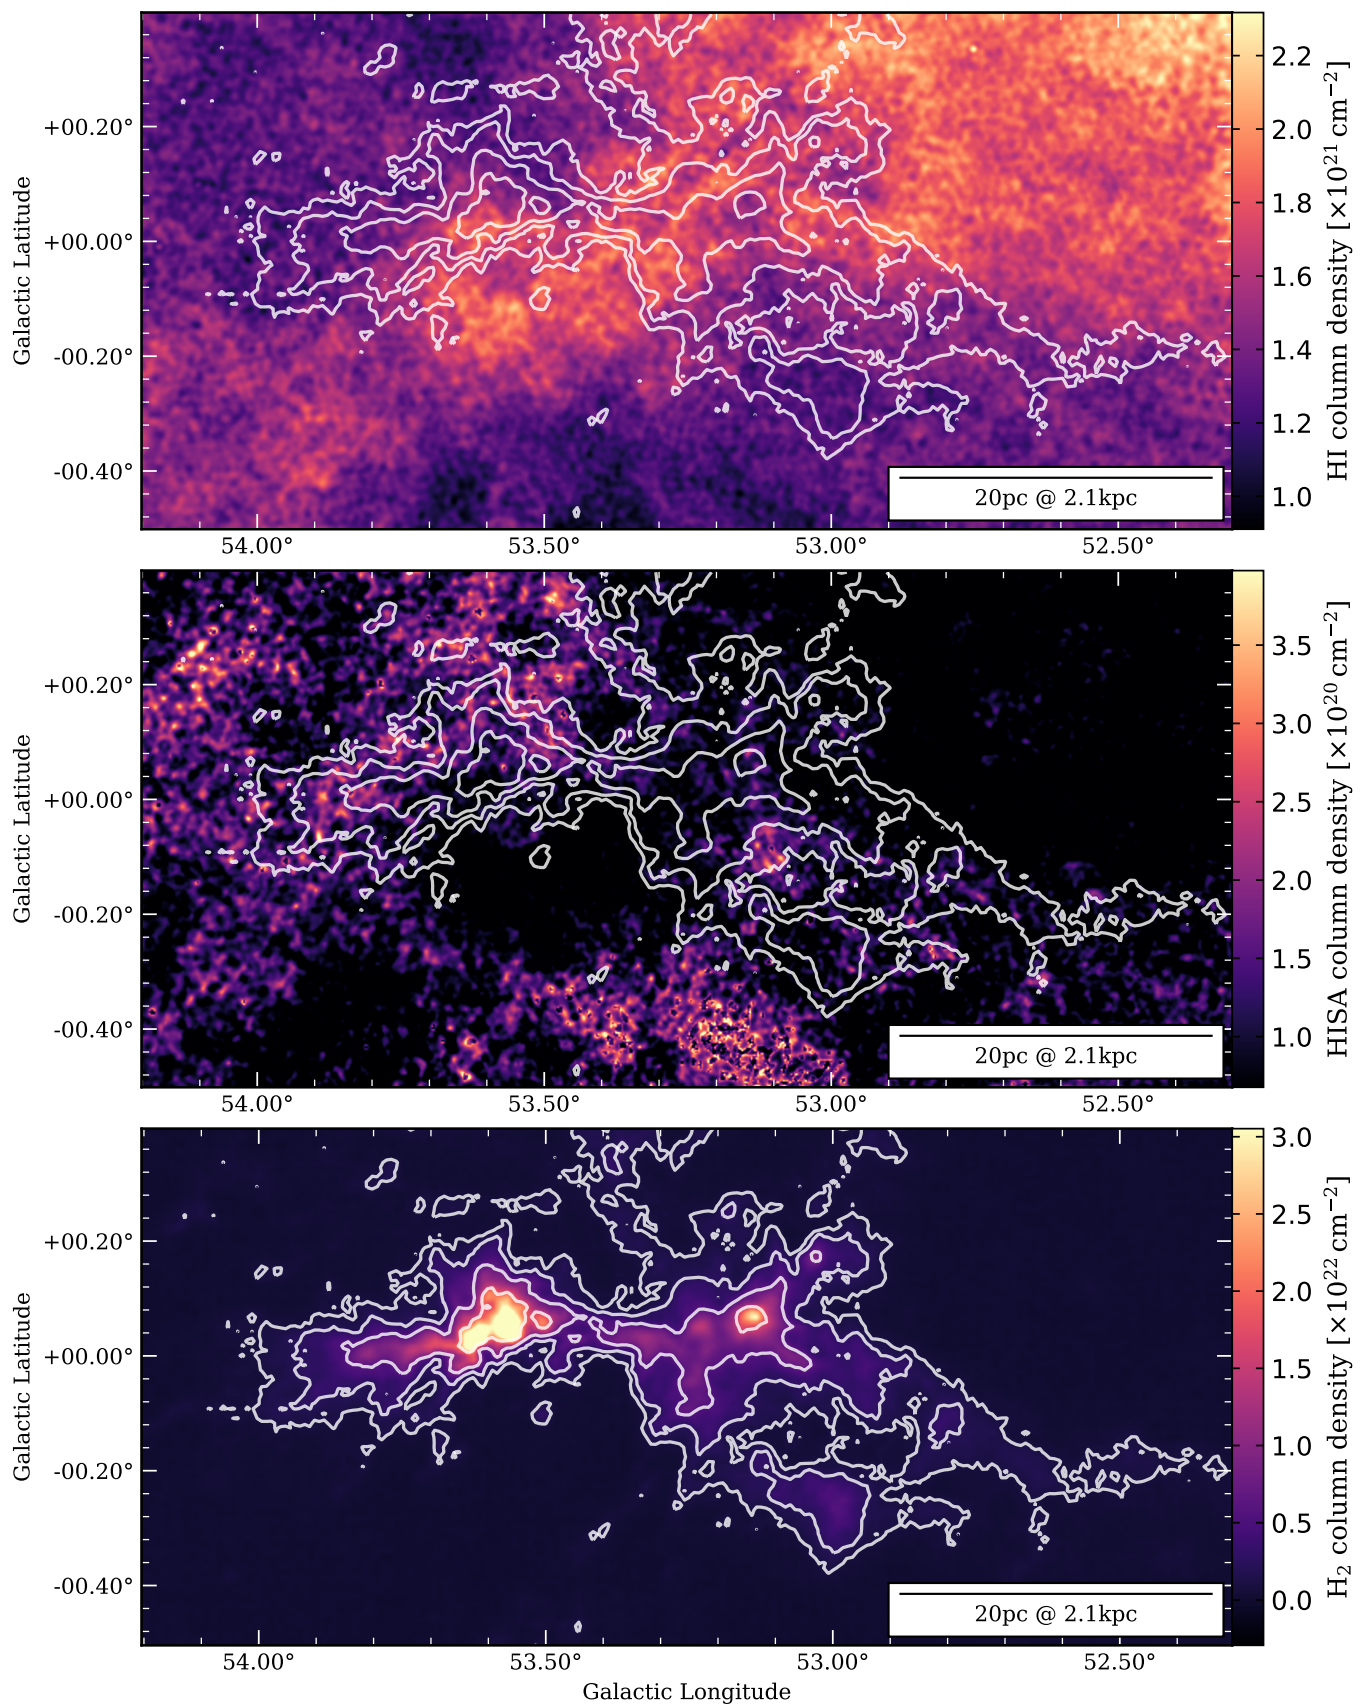 +00.20°
+00.00°
-00.20°
-00.40°
Galactic Latitude
54.00° 53.50° 53.00° 52.50°
20pc @ 2.1kpc
2.2
2.0
1.8
1.6
1.4
1.2
1.0
HI column density [×10²¹ cm⁻²]
+00.20°
+00.00°
-00.20°
-00.40°
Galactic Latitude
54.00° 53.50° 53.00° 52.50°
20pc @ 2.1kpc
3.5
3.0
2.5
2.0
1.5
1.0
HISA column density [×10²⁰ cm⁻²]
+00.20°
+00.00°
-00.20°
-00.40°
Galactic Latitude
54.00° 53.50° 53.00° 52.50°
Galactic Longitude
20pc @ 2.1kpc
3.0
2.5
2.0
1.5
1.0
0.5
0.0
H₂ column density [×10²² cm⁻²]